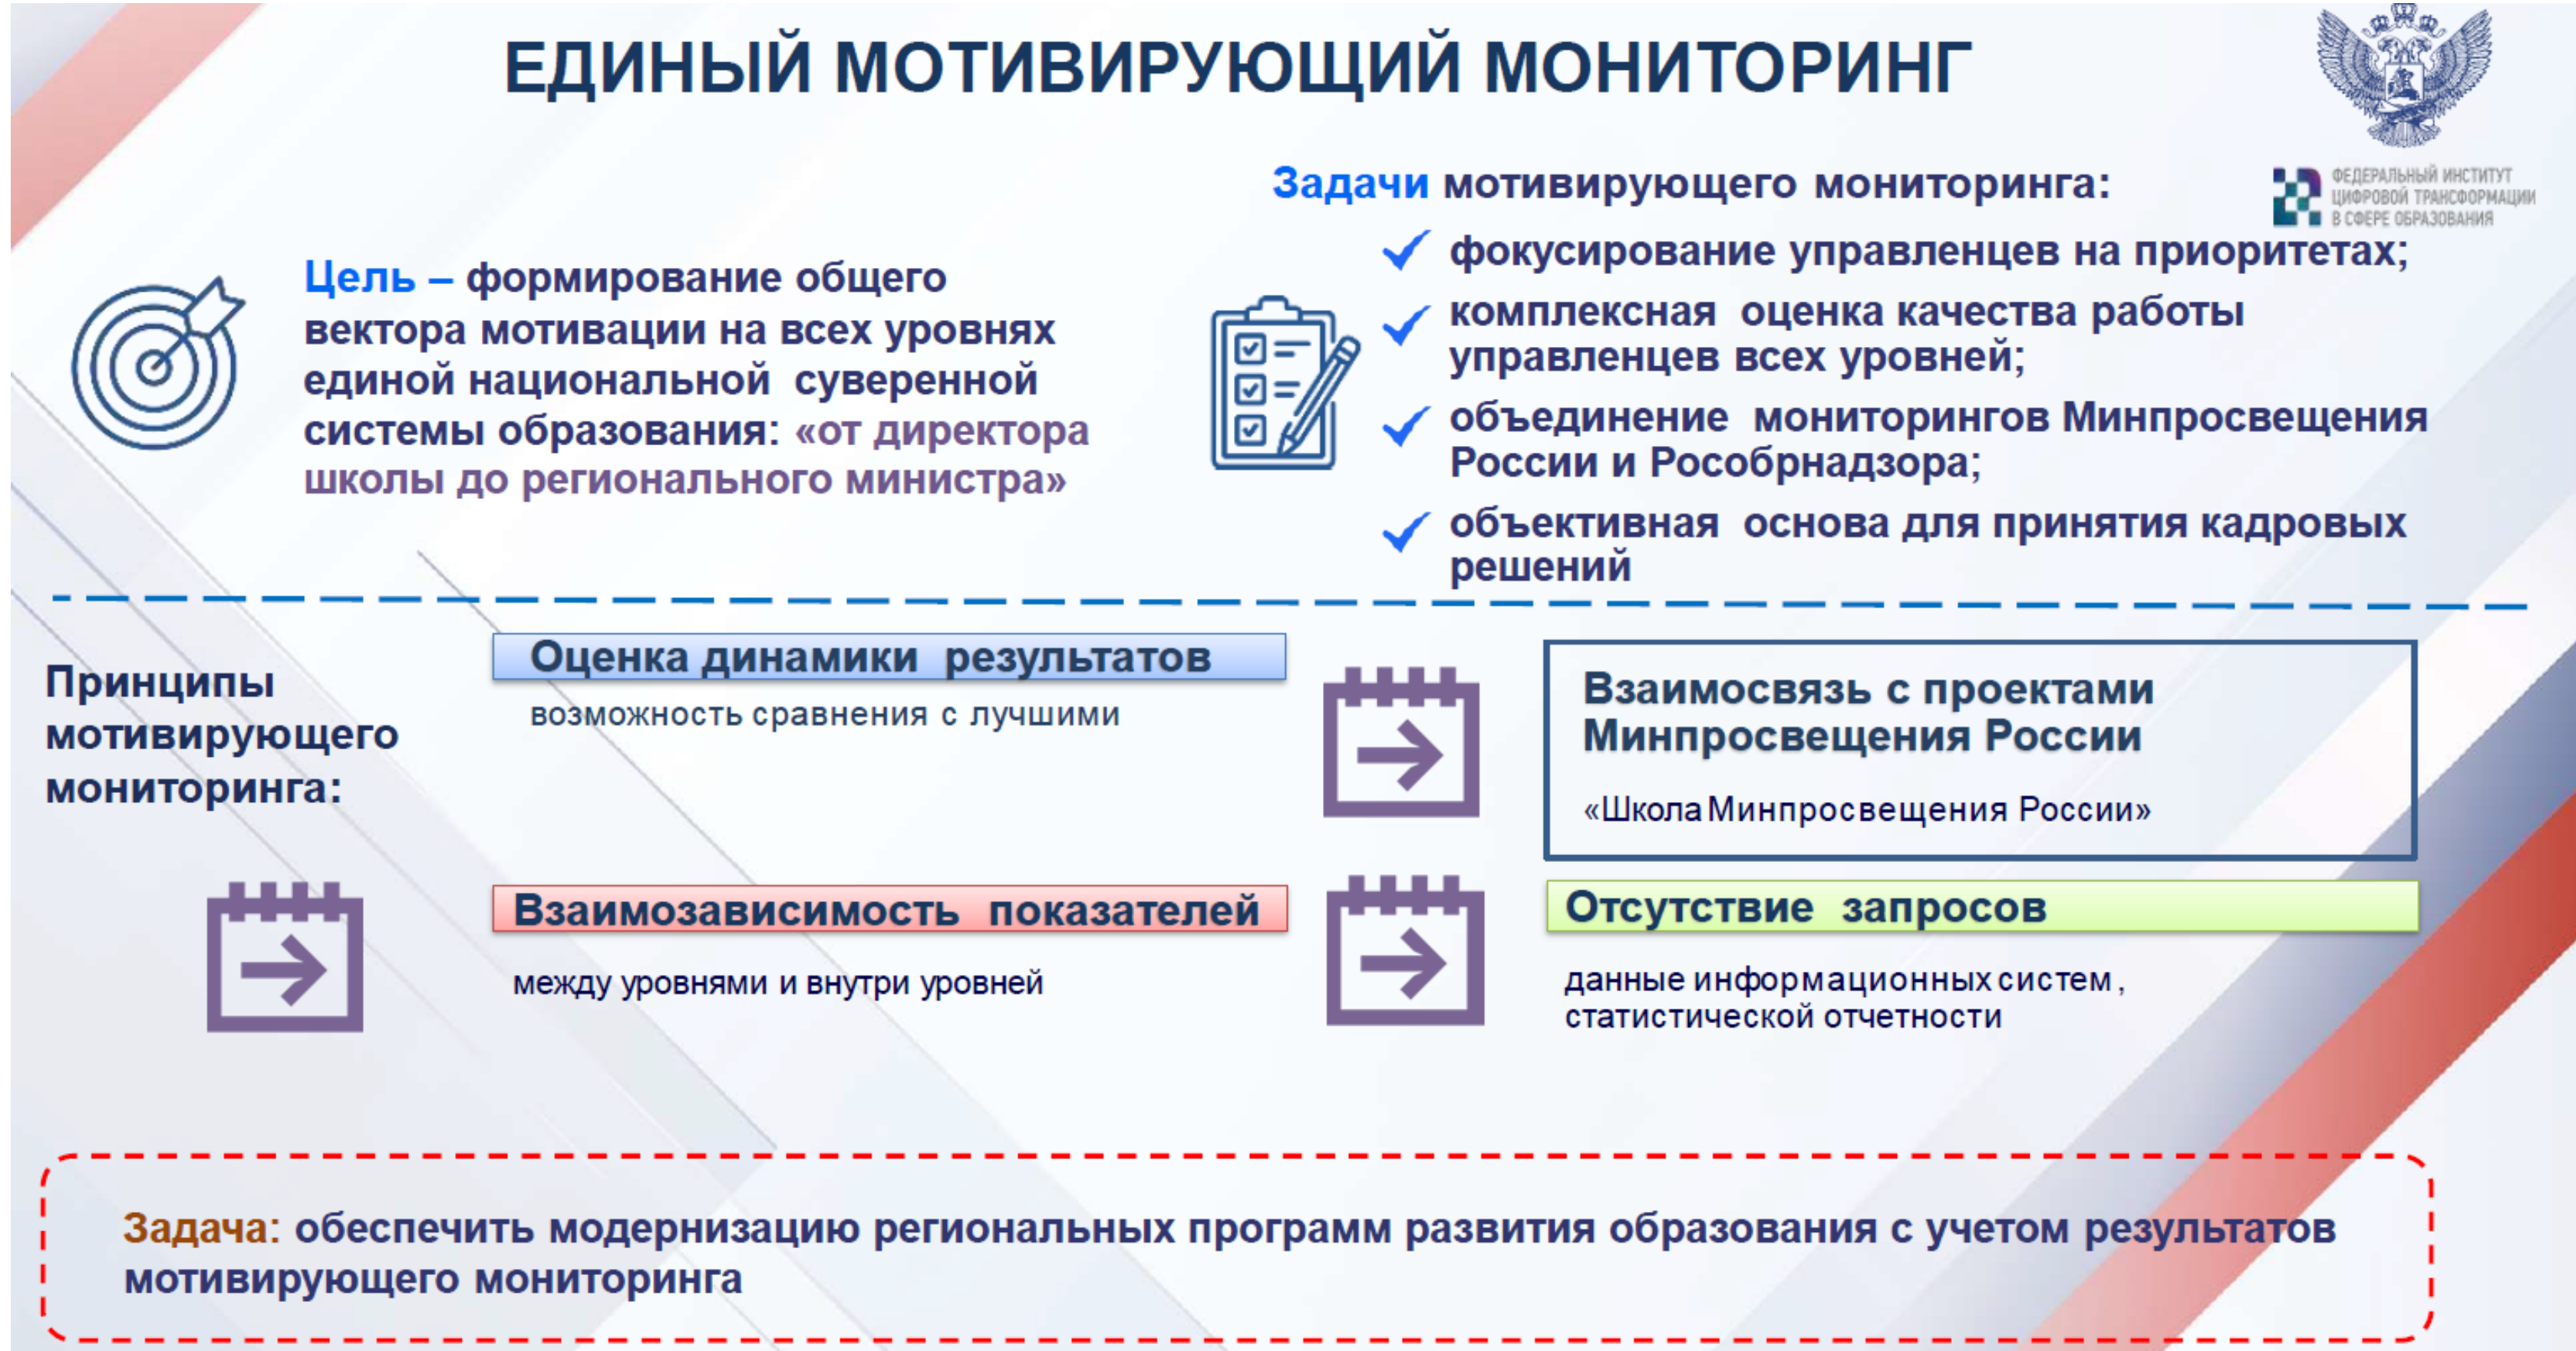 ЕДИНЫЙ МОТИВИРУЮЩИЙ МОНИТОРИНГ
ФЕДЕРАЛЬНЫЙ ИНСТИТУТ
ЦИФРОВОЙ ТРАНСФОРМАЦИИ
В СФЕРЕ ОБРАЗОВАНИЯ
Цель – формирование общего
вектора мотивации на всех уровнях
единой национальной суверенной
системы образования: «от директора
школы до регионального министра»
Задачи мотивирующего мониторинга:
фокусирование управленцев на приоритетах;
комплексная оценка качества работы
управленцев всех уровней;
объединение мониторингов Минпросвещения
России и Рособрнадзора;
объективная основа для принятия кадровых
решений
Принципы
мотивирующего
мониторинга:
Оценка динамики результатов
возможность сравнения с лучшими
Взаимосвязь с проектами
Минпросвещения России
«Школа Минпросвещения России»
Взаимозависимость показателей
между уровнями и внутри уровней
Отсутствие запросов
данные информационных систем,
статистической отчетности
Задача: обеспечить модернизацию региональных программ развития образования с учетом результатов
мотивирующего мониторинга